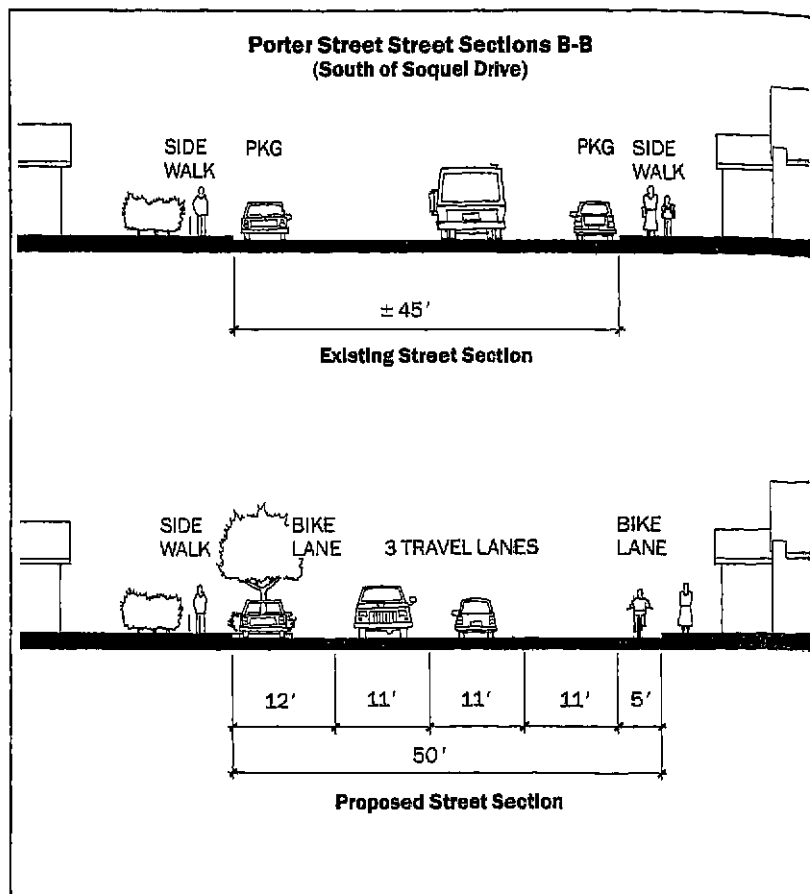 Porter Street Street Sections B-B
(South of Soquel Drive)
SIDE
WALK
PKG
PKG
SIDE
WALK
± 45'
Existing Street Section
SIDE
WALK
BIKE
LANE
3 TRAVEL LANES
BIKE
LANE
12'
11'
11'
11'
5'
50'
Proposed Street Section